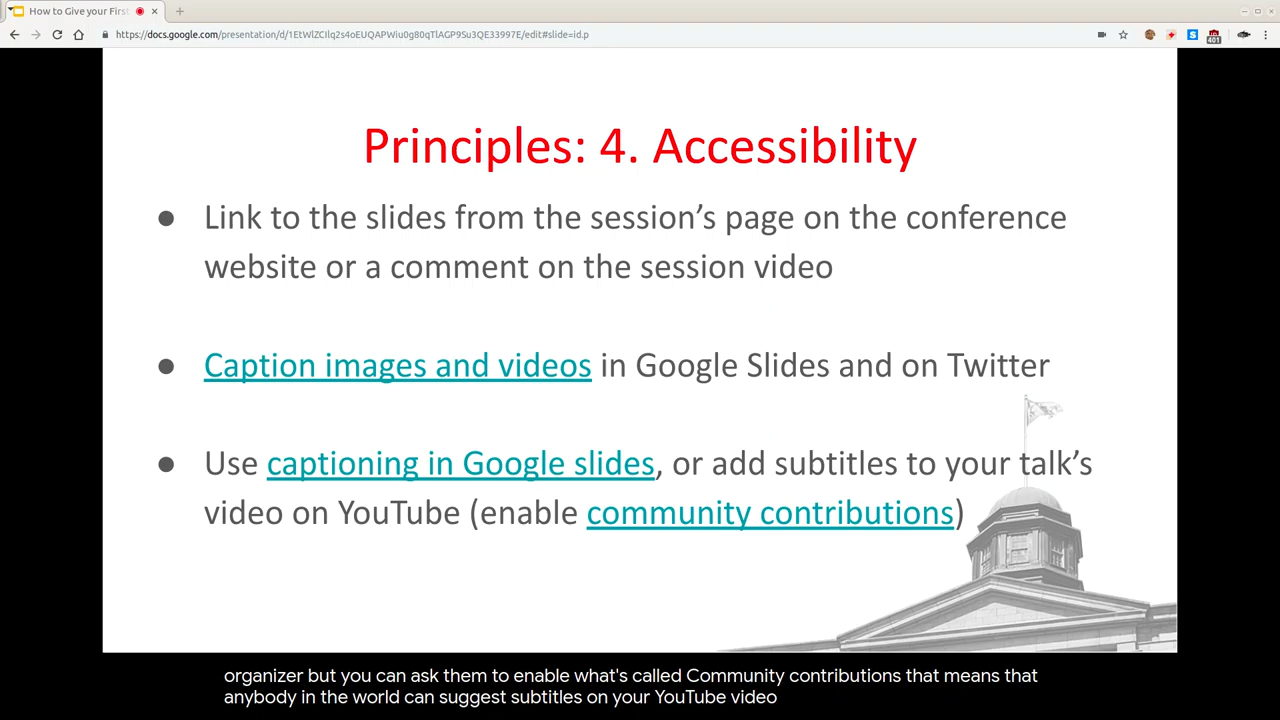 How to Give your Firs
https://docs.google.com/presentation/d/1EtWlZCIlq2s4oEUQAPWiu0g80qTlAGP9Su3QE33997E/edit#slide=id.p
401
Principles: 4. Accessibility
● Link to the slides from the session’s page on the conference
website or a comment on the session video
● Caption images and videos in Google Slides and on Twitter
● Use captioning in Google slides, or add subtitles to your talk’s
video on YouTube (enable community contributions)
organizer but you can ask them to enable what's called Community contributions that means that
anybody in the world can suggest subtitles on your YouTube video